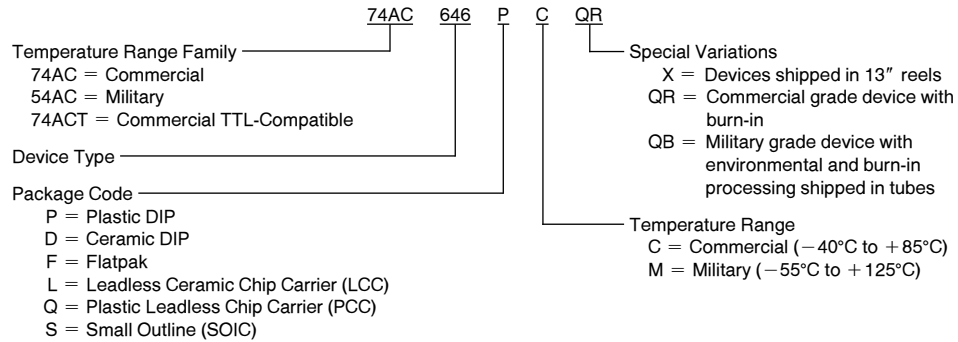 74AC 646 P C QR
Temperature Range Family
74AC = Commercial
54AC = Military
74ACT = Commercial TTL-Compatible
Device Type
Package Code
P = Plastic DIP
D = Ceramic DIP
F = Flatpak
L = Leadless Ceramic Chip Carrier (LCC)
Q = Plastic Leadless Chip Carrier (PCC)
S = Small Outline (SOIC)
Special Variations
X = Devices shipped in 13″ reels
QR = Commercial grade device with
burn-in
QB = Military grade device with
environmental and burn-in
processing shipped in tubes
Temperature Range
C = Commercial (−40°C to +85°C)
M = Military (−55°C to +125°C)